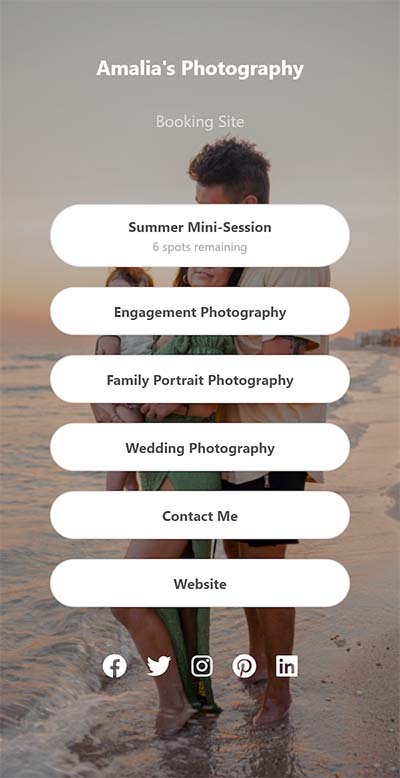 Amalia's Photography
Booking Site
Summer Mini-Session
6 spots remaining
Engagement Photography
Family Portrait Photography
Wedding Photography
Contact Me
Website